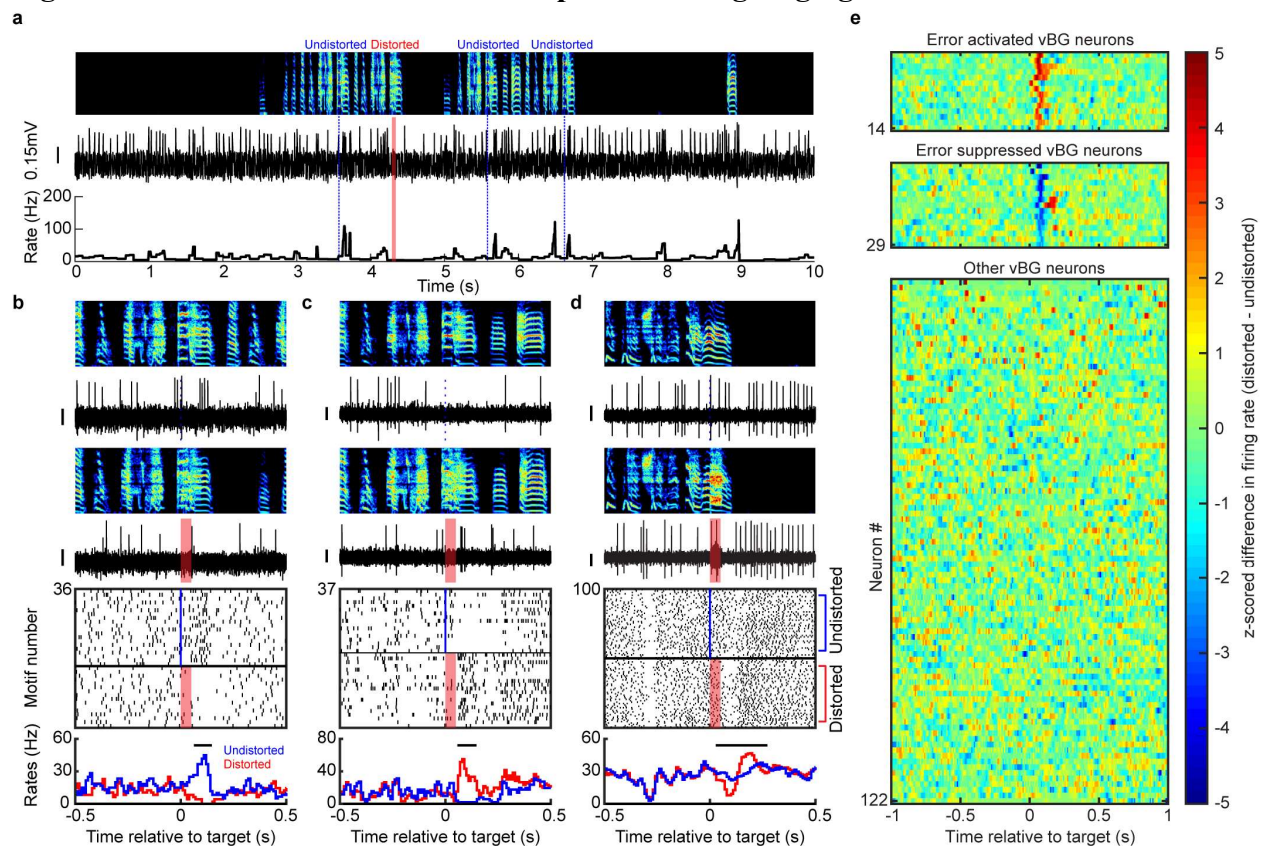 a
Undistorted Distorted Undistorted Undistorted
0.15mV
Rate (Hz)
200
100
0
0 1 2 3 4 5 6 7 8 9 10
Time (s)
b
c
d
36
37
100
Motif number
Undistorted
Distorted
Rates (Hz)
60
30
0
Undistorted
Distorted
80
40
0
60
30
0
-0.5 0 0.5
-0.5 0 0.5
-0.5 0 0.5
Time relative to target (s)
Time relative to target (s)
Time relative to target (s)
e
Error activated vBG neurons
14
Error suppressed vBG neurons
29
Other vBG neurons
Neuron #
122
-1 -0.5 0 0.5 1
Time relative to target (s)
5
4
3
2
1
0
-1
-2
-3
-4
-5
z-scored difference in firing rate (distorted - undistorted)